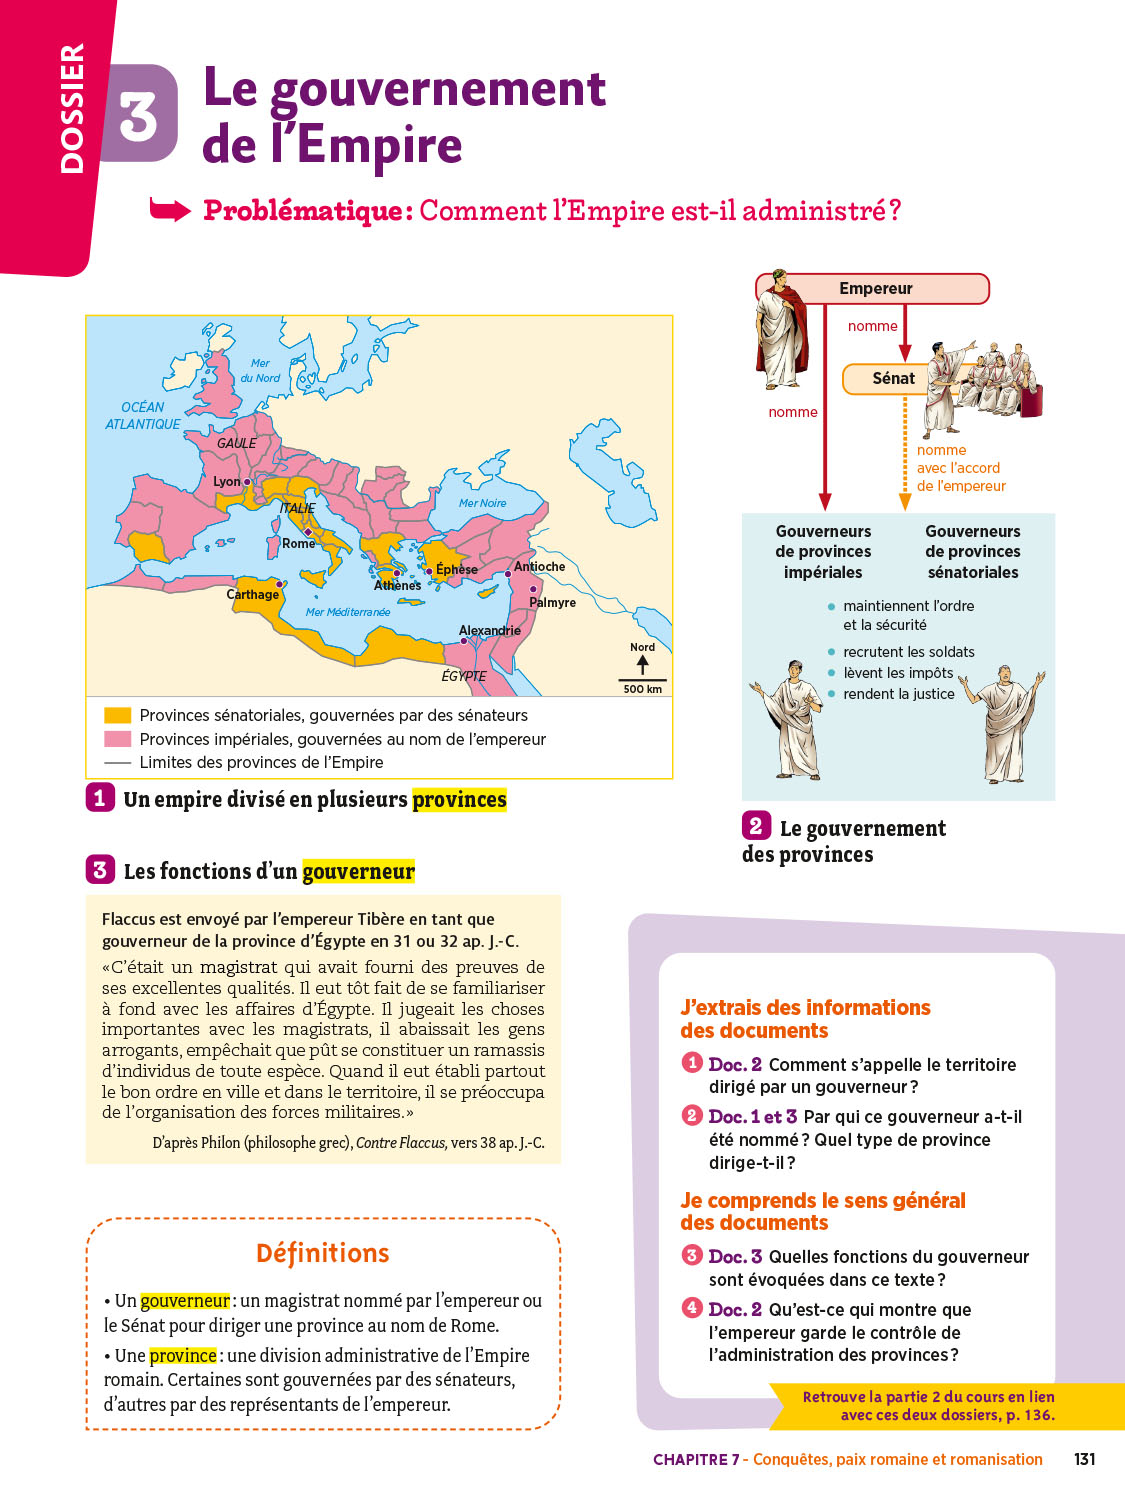 DOSSIER
3
Le gouvernement
de l’Empire
Problématique : Comment l’Empire est-il administré ?
Mer
du Nord
OCÉAN
ATLANTIQUE
GAULE
Lyon
ITALIE
Rome
Mer Noire
Éphèse
Antioche
Athènes
Carthage
Palmyre
Mer Méditerranée
Alexandrie
ÉGYPTE
Nord
500 km
Provinces sénatoriales, gouvernées par des sénateurs
Provinces impériales, gouvernées au nom de l’empereur
Limites des provinces de l’Empire
1 Un empire divisé en plusieurs provinces
Empereur
nomme
Sénat
nomme
nomme
avec l’accord
de l’empereur
Gouverneurs
de provinces
impériales
Gouverneurs
de provinces
sénatoriales
• maintiennent l’ordre
et la sécurité
• recrutent les soldats
• lèvent les impôts
• rendent la justice
2 Le gouvernement
des provinces
3 Les fonctions d’un gouverneur
Flaccus est envoyé par l’empereur Tibère en tant que
gouverneur de la province d’Égypte en 31 ou 32 ap. J.-C.
« C’était un magistrat qui avait fourni des preuves de
ses excellentes qualités. Il eut tôt fait de se familiariser
à fond avec les affaires d’Égypte. Il jugeait les choses
importantes avec les magistrats, il abaissait les gens
arrogants, empêchait que pût se constituer un ramassis
d’individus de toute espèce. Quand il eut établi partout
le bon ordre en ville et dans le territoire, il se préoccupa
de l’organisation des forces militaires. »
D’après Philon (philosophe grec), Contre Flaccus, vers 38 ap. J.-C.
Définitions
• Un gouverneur : un magistrat nommé par l’empereur ou
le Sénat pour diriger une province au nom de Rome.
• Une province : une division administrative de l’Empire
romain. Certaines sont gouvernées par des sénateurs,
d’autres par des représentants de l’empereur.
J’extrais des informations
des documents
1 Doc. 2 Comment s’appelle le territoire
dirigé par un gouverneur ?
2 Doc. 1 et 3 Par qui ce gouverneur a-t-il
été nommé ? Quel type de province
dirige-t-il ?
Je comprends le sens général
des documents
3 Doc. 3 Quelles fonctions du gouverneur
sont évoquées dans ce texte ?
4 Doc. 2 Qu’est-ce qui montre que
l’empereur garde le contrôle de
l’administration des provinces ?
Retrouve la partie 2 du cours en lien
avec ces deux dossiers, p. 136.
CHAPITRE 7 - Conquêtes, paix romaine et romanisation 131